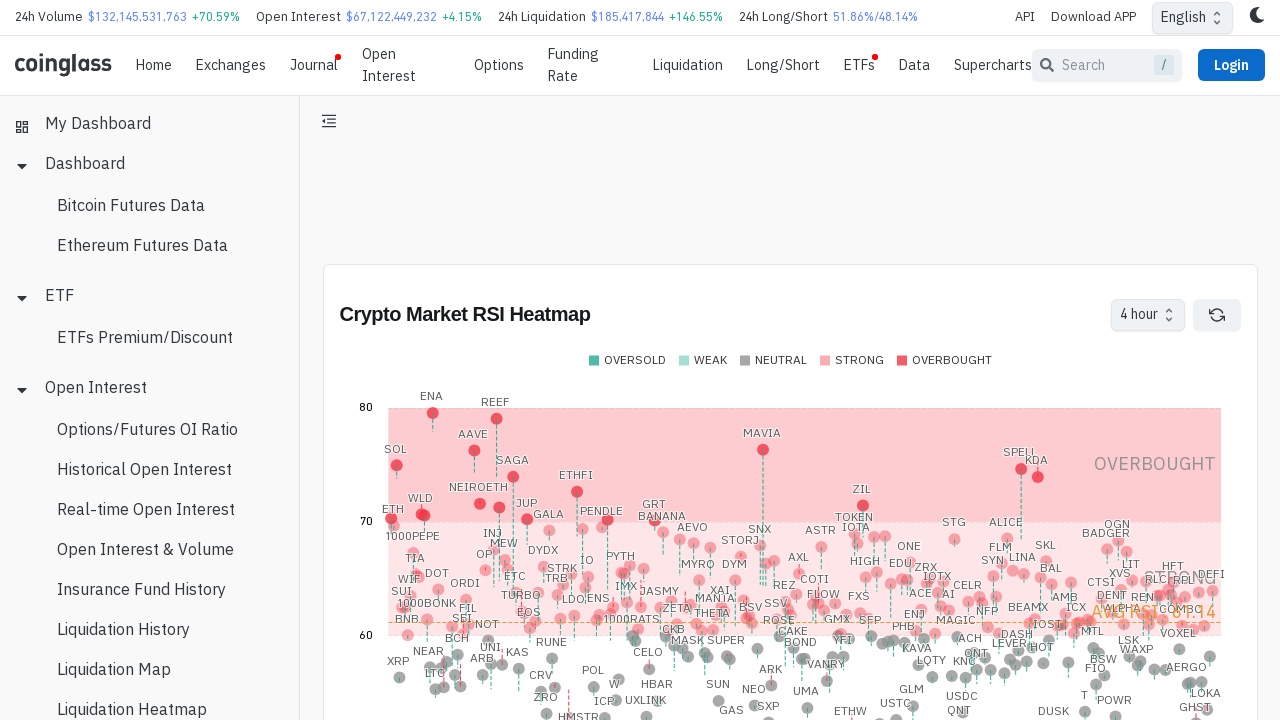 24h Volume $132,145,531,763 +70.59% Open Interest $67,122,449,232 +4.15% 24h Liquidation $185,417,844 +146.55% 24h Long/Short 51.86%/48.14% API Download APP English
coinglass Home Exchanges Journal Open Interest Options Funding Rate Liquidation Long/Short ETFs Data Supercharts Search / Login
My Dashboard
Dashboard
Bitcoin Futures Data
Ethereum Futures Data
ETF
ETFs Premium/Discount
Open Interest
Options/Futures OI Ratio
Historical Open Interest
Real-time Open Interest
Open Interest & Volume
Insurance Fund History
Liquidation History
Liquidation Map
Liquidation Heatmap
Crypto Market RSI Heatmap 4 hour
OVERSOLD WEAK NEUTRAL STRONG OVERBOUGHT
ENA
REEF
80
AAVE MAVIA
SOL SPELL
SAGA KDA OVERBOUGHT
ETHFI
NEIROETH ZIL
WLD
JUP GRT
ETH GALA PENDLE BANANA TOKEN
70 STG ALICE OGN
1000PEPE INJ AEVO SNX ASTR IOTA BADGER
MEW STORJ
OP DYDX ONE FLM SKL
TIA IO PYTH MYRO DYM AXL HIGH EDU SYN LINA LIT
DOT STRK ZRX BAL HFT
WIF ORDI ETC TRB IOTX XVS DEFI
SUI TURBO IMX JASMY XAI REZ COTI ACE CELR CTSI RLC
1000BONK LDO ENS MANTA FLOW FXS AI AMB DENT REN
BNB FIL EOS 1000RATS ZETA THETA BSV SSV GMX NFP BEAMX ICX ALPHA COMBO
SEI NOT ROSE SFP ENJ MAGIC
60 BCH RUNE CKB CAKE PHB DASH IOST MTL VOXEL
NEAR UNI KAS MASK SUPER BOND YFI KAVA ACH LEVER HOT LSK
XRP ARB CELO VANRY LQTY KNC ONT BSW WAXP
LTC CRV POL ARK FIO AERGO
W HBAR SUN NEO UMA GLM
ZRO ICP UXLINK USTC USDC T POWR LOKA
HMSTR GAS SXP ETHW QNT DUSK GHST